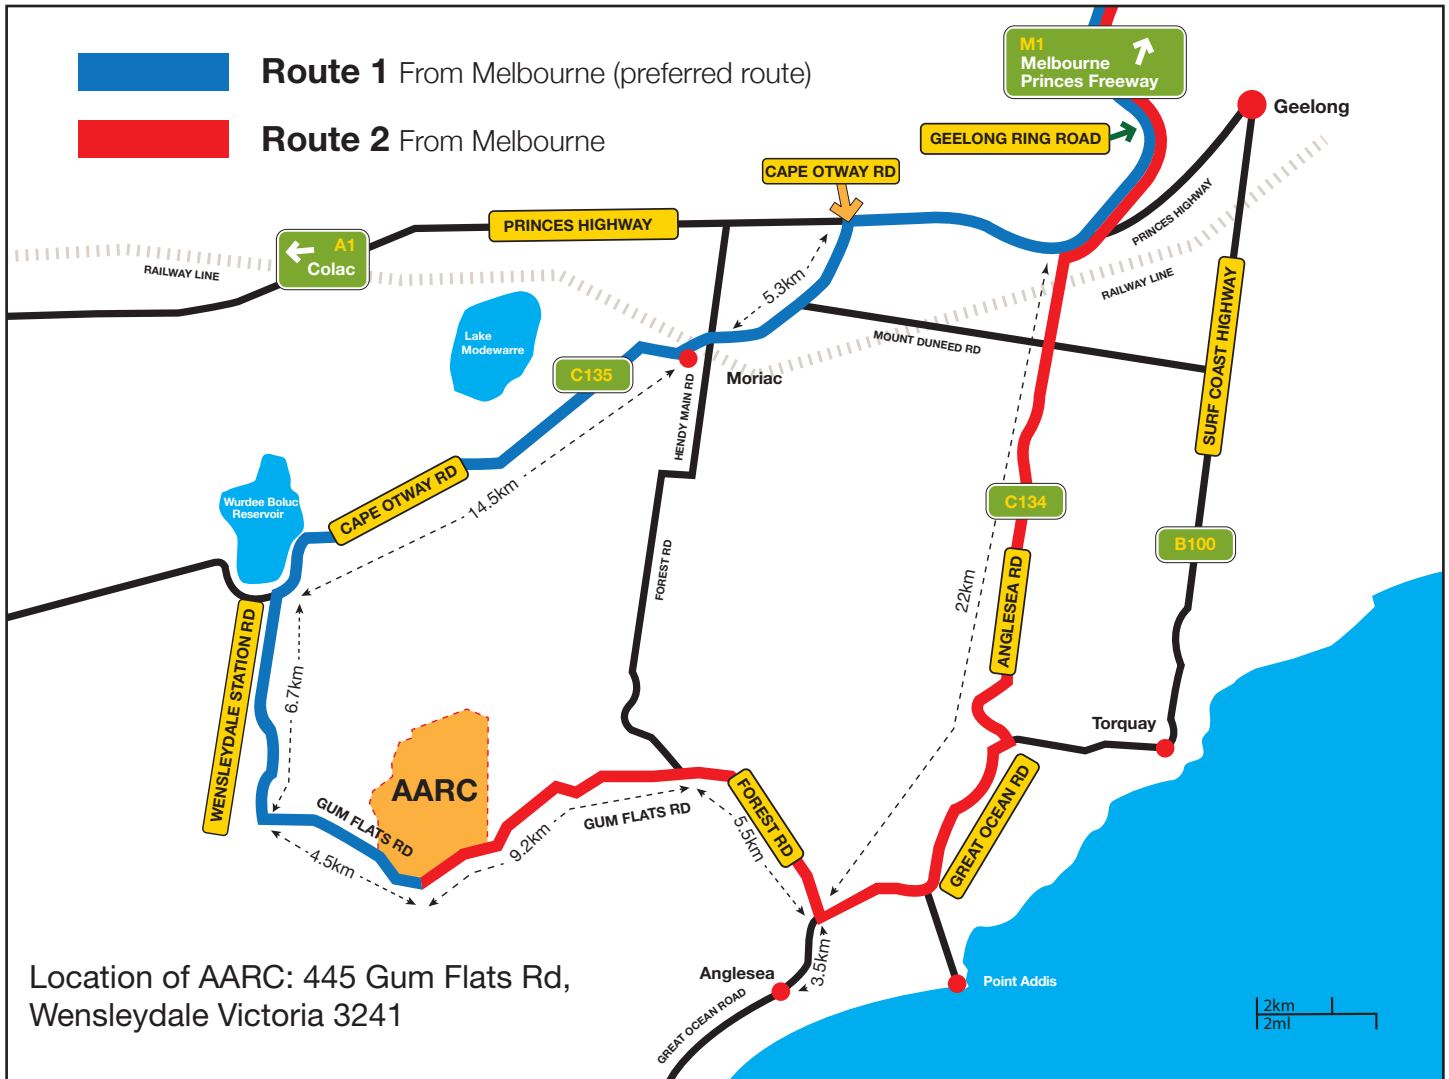 Route 1 From Melbourne (preferred route)
Route 2 From Melbourne
M1
Melbourne
Princes Freeway
Geelong
GEELONG RING ROAD
CAPE OTWAY RD
PRINCES HIGHWAY
PRINCES HIGHWAY
A1
Colac
RAILWAY LINE
RAILWAY LINE
5.3km
Lake
Modewarre
MOUNT DUNEED RD
C135
Moriac
HENDY MAIN RD
SURF COAST HIGHWAY
CAPE OTWAY RD
14.5km
Wurdee Boluc
Reservoir
C134
B100
FOREST RD
22km
ANGLESEA RD
WENSLEYDALE STATION RD
6.7km
Torquay
AARC
GUM FLATS RD
GUM FLATS RD
4.5km
9.2km
5.5km
FOREST RD
GREAT OCEAN RD
3.5km
Anglesea
GREAT OCEAN ROAD
Point Addis
Location of AARC: 445 Gum Flats Rd,
Wensleydale Victoria 3241
2km
2ml